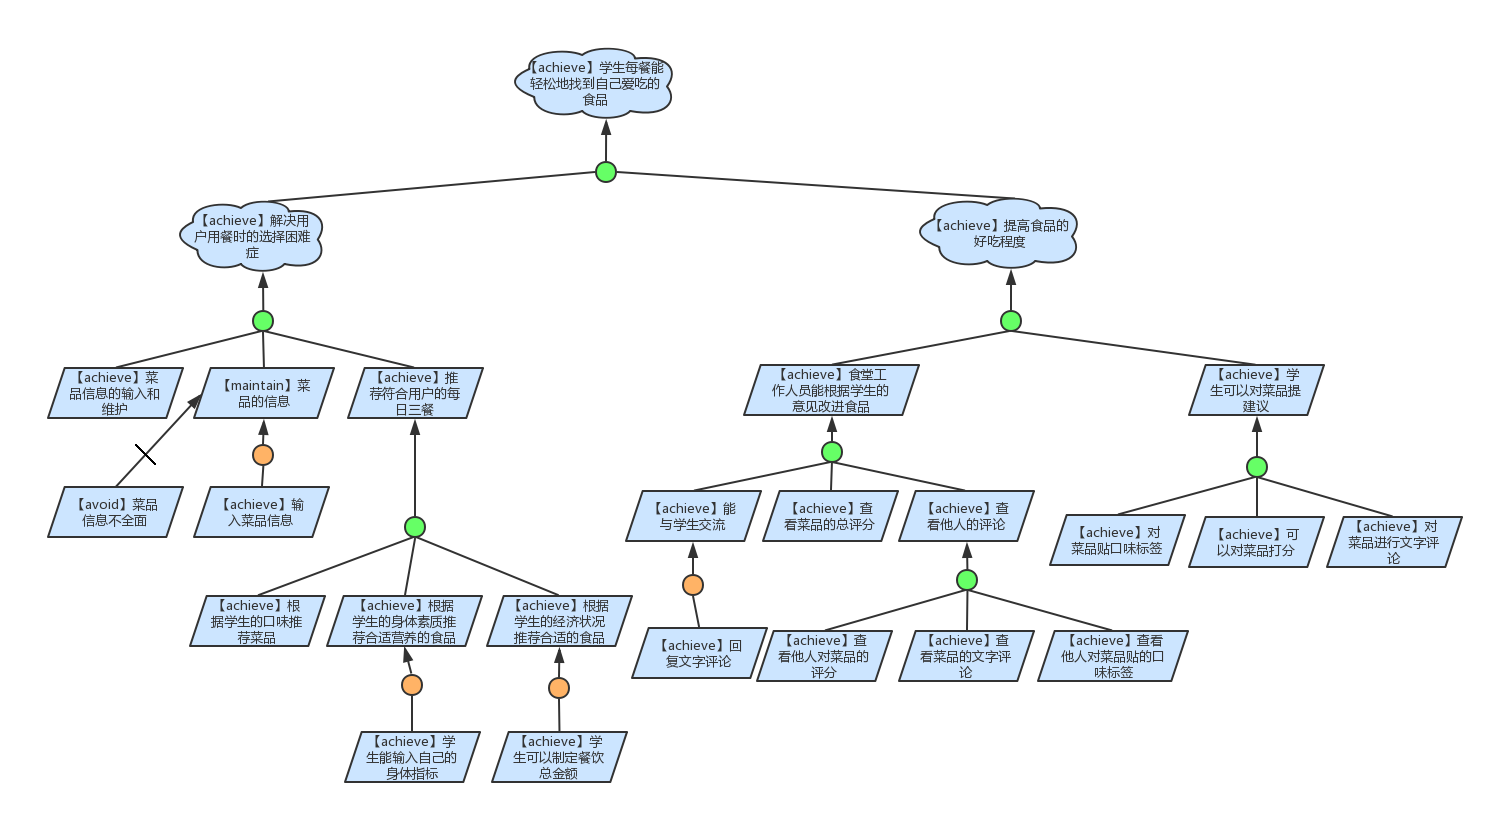 【achieve】学生每餐能
轻松地找到自己爱吃的
食品
【achieve】解决用
户用餐时的选择困难
症
【achieve】提高食品的
好吃程度
【achieve】菜
品信息的输入和
维护
【maintain】菜
品的信息
【achieve】推
荐符合用户的每
日三餐
【achieve】食堂工
作人员能根据学生的
意见改进食品
【achieve】学
生可以对菜品提
建议
【avoid】菜品
信息不全面
【achieve】输
入菜品信息
【achieve】能
与学生交流
【achieve】查
看菜品的总评分
【achieve】查
看他人的评论
【achieve】对
菜品贴口味标签
【achieve】可
以对菜品打分
【achieve】对
菜品进行文字评
论
【achieve】根
据学生的口味推
荐菜品
【achieve】根据
学生的身体素质推
荐合适营养的食品
【achieve】根据
学生的经济状况
推荐合适的食品
【achieve】回
复文字评论
【achieve】查
看他人对菜品的
评分
【achieve】查
看菜品的文字评
论
【achieve】查看
他人对菜品贴的口
味标签
【achieve】学
生能输入自己的
身体指标
【achieve】学
生可以制定餐饮
总金额